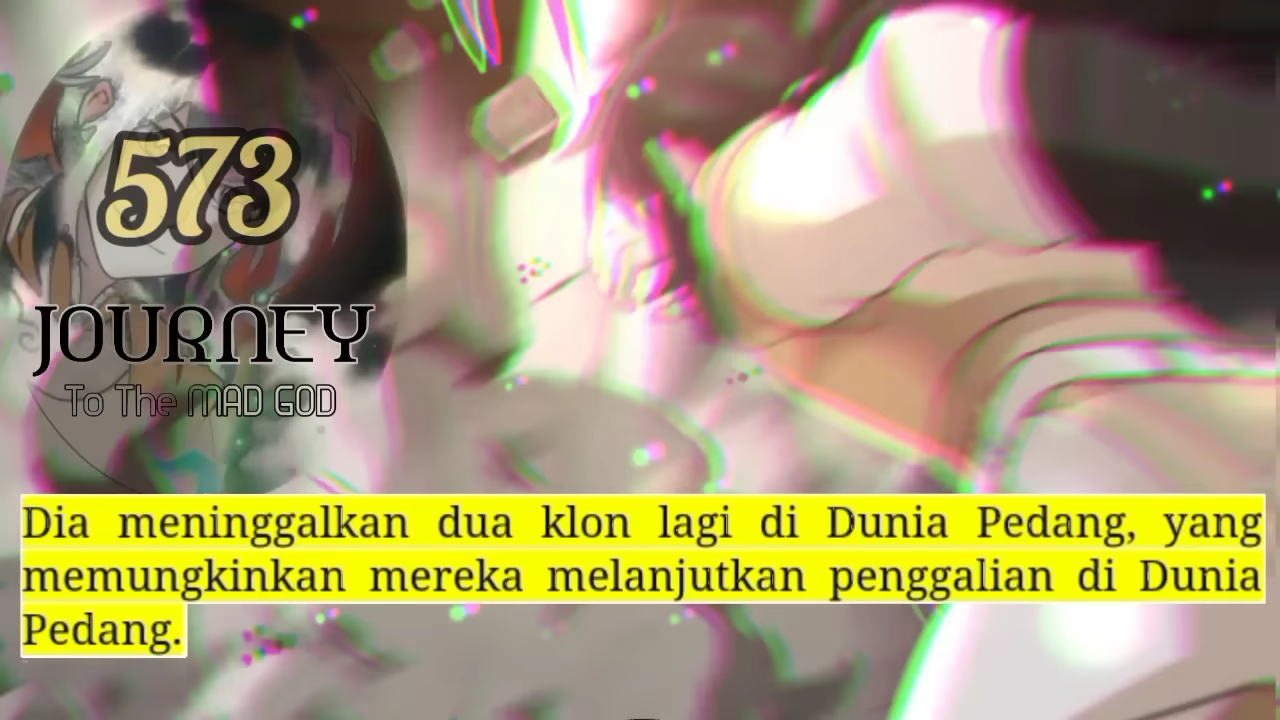 573
JOURNEY
To The MAD GOD
Dia meninggalkan dua klon lagi di Dunia Pedang, yang
memungkinkan mereka melanjutkan penggalian di Dunia
Pedang.